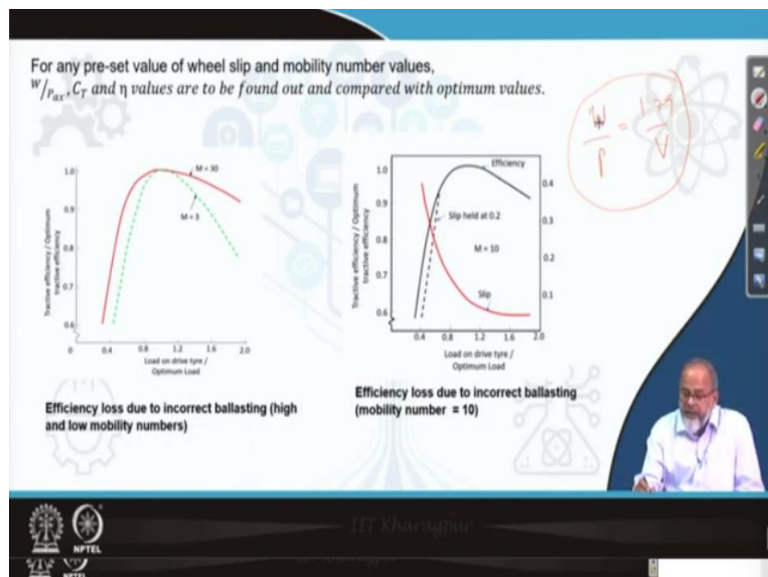 For any pre-set value of wheel slip and mobility number values,
W/Pax, CT and η values are to be found out and compared with optimum values.
W/P = 1.79/V
Tractive efficiency / Optimum
tractive efficiency
1.0
0.9
0.8
0.7
0.6
0
0.4
0.8
1.2
1.6
2.0
M = 30
M = 3
Load on drive tyre /
Optimum Load
Efficiency loss due to incorrect ballasting (high
and low mobility numbers)
Tractive efficiency / Optimum
tractive efficiency
1.0
0.9
0.8
0.7
0.6
0.4
0.8
1.2
1.6
2.0
0.4
0.3
0.2
0.1
Efficiency
Slip held at 0.2
M = 10
Slip
Load on drive tyre /
Optimum Load
Efficiency loss due to incorrect ballasting
(mobility number = 10)
NPTEL
IIT Kharagpur